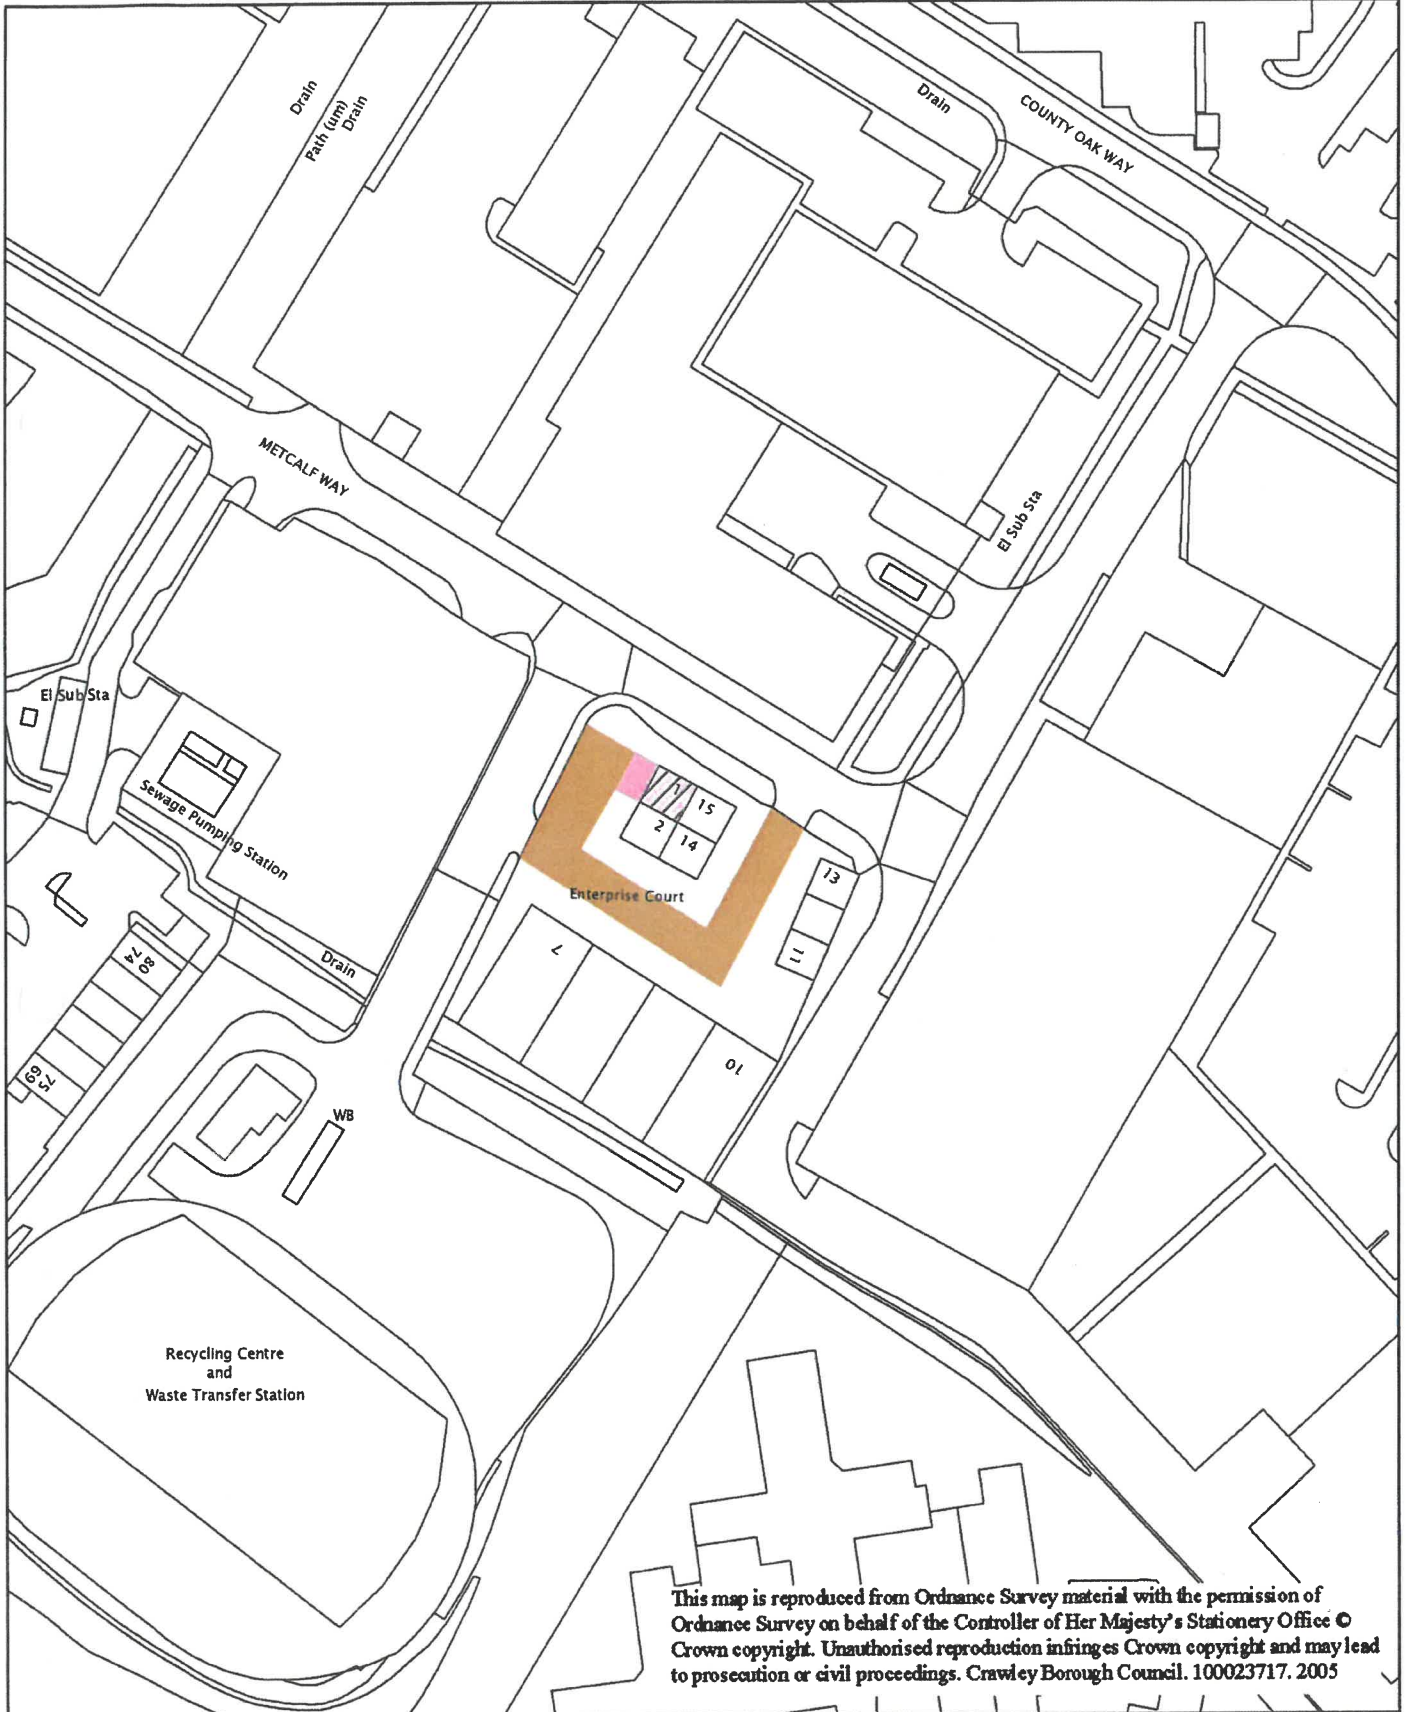 Drain
Path (um)
Drain
Drain
COUNTY OAK WAY
METCALF WAY
El Sub Sta
El Sub Sta
Sewage Pumping Station
1
15
2
14
Enterprise Court
13
11
7
10
Drain
80
74
69
57
WB
Recycling Centre
and
Waste Transfer Station
This map is reproduced from Ordnance Survey material with the permission of
Ordnance Survey on behalf of the Controller of Her Majesty's Stationery Office ©
Crown copyright. Unauthorised reproduction infringes Crown copyright and may lead
to prosecution or civil proceedings. Crawley Borough Council. 100023717. 2005